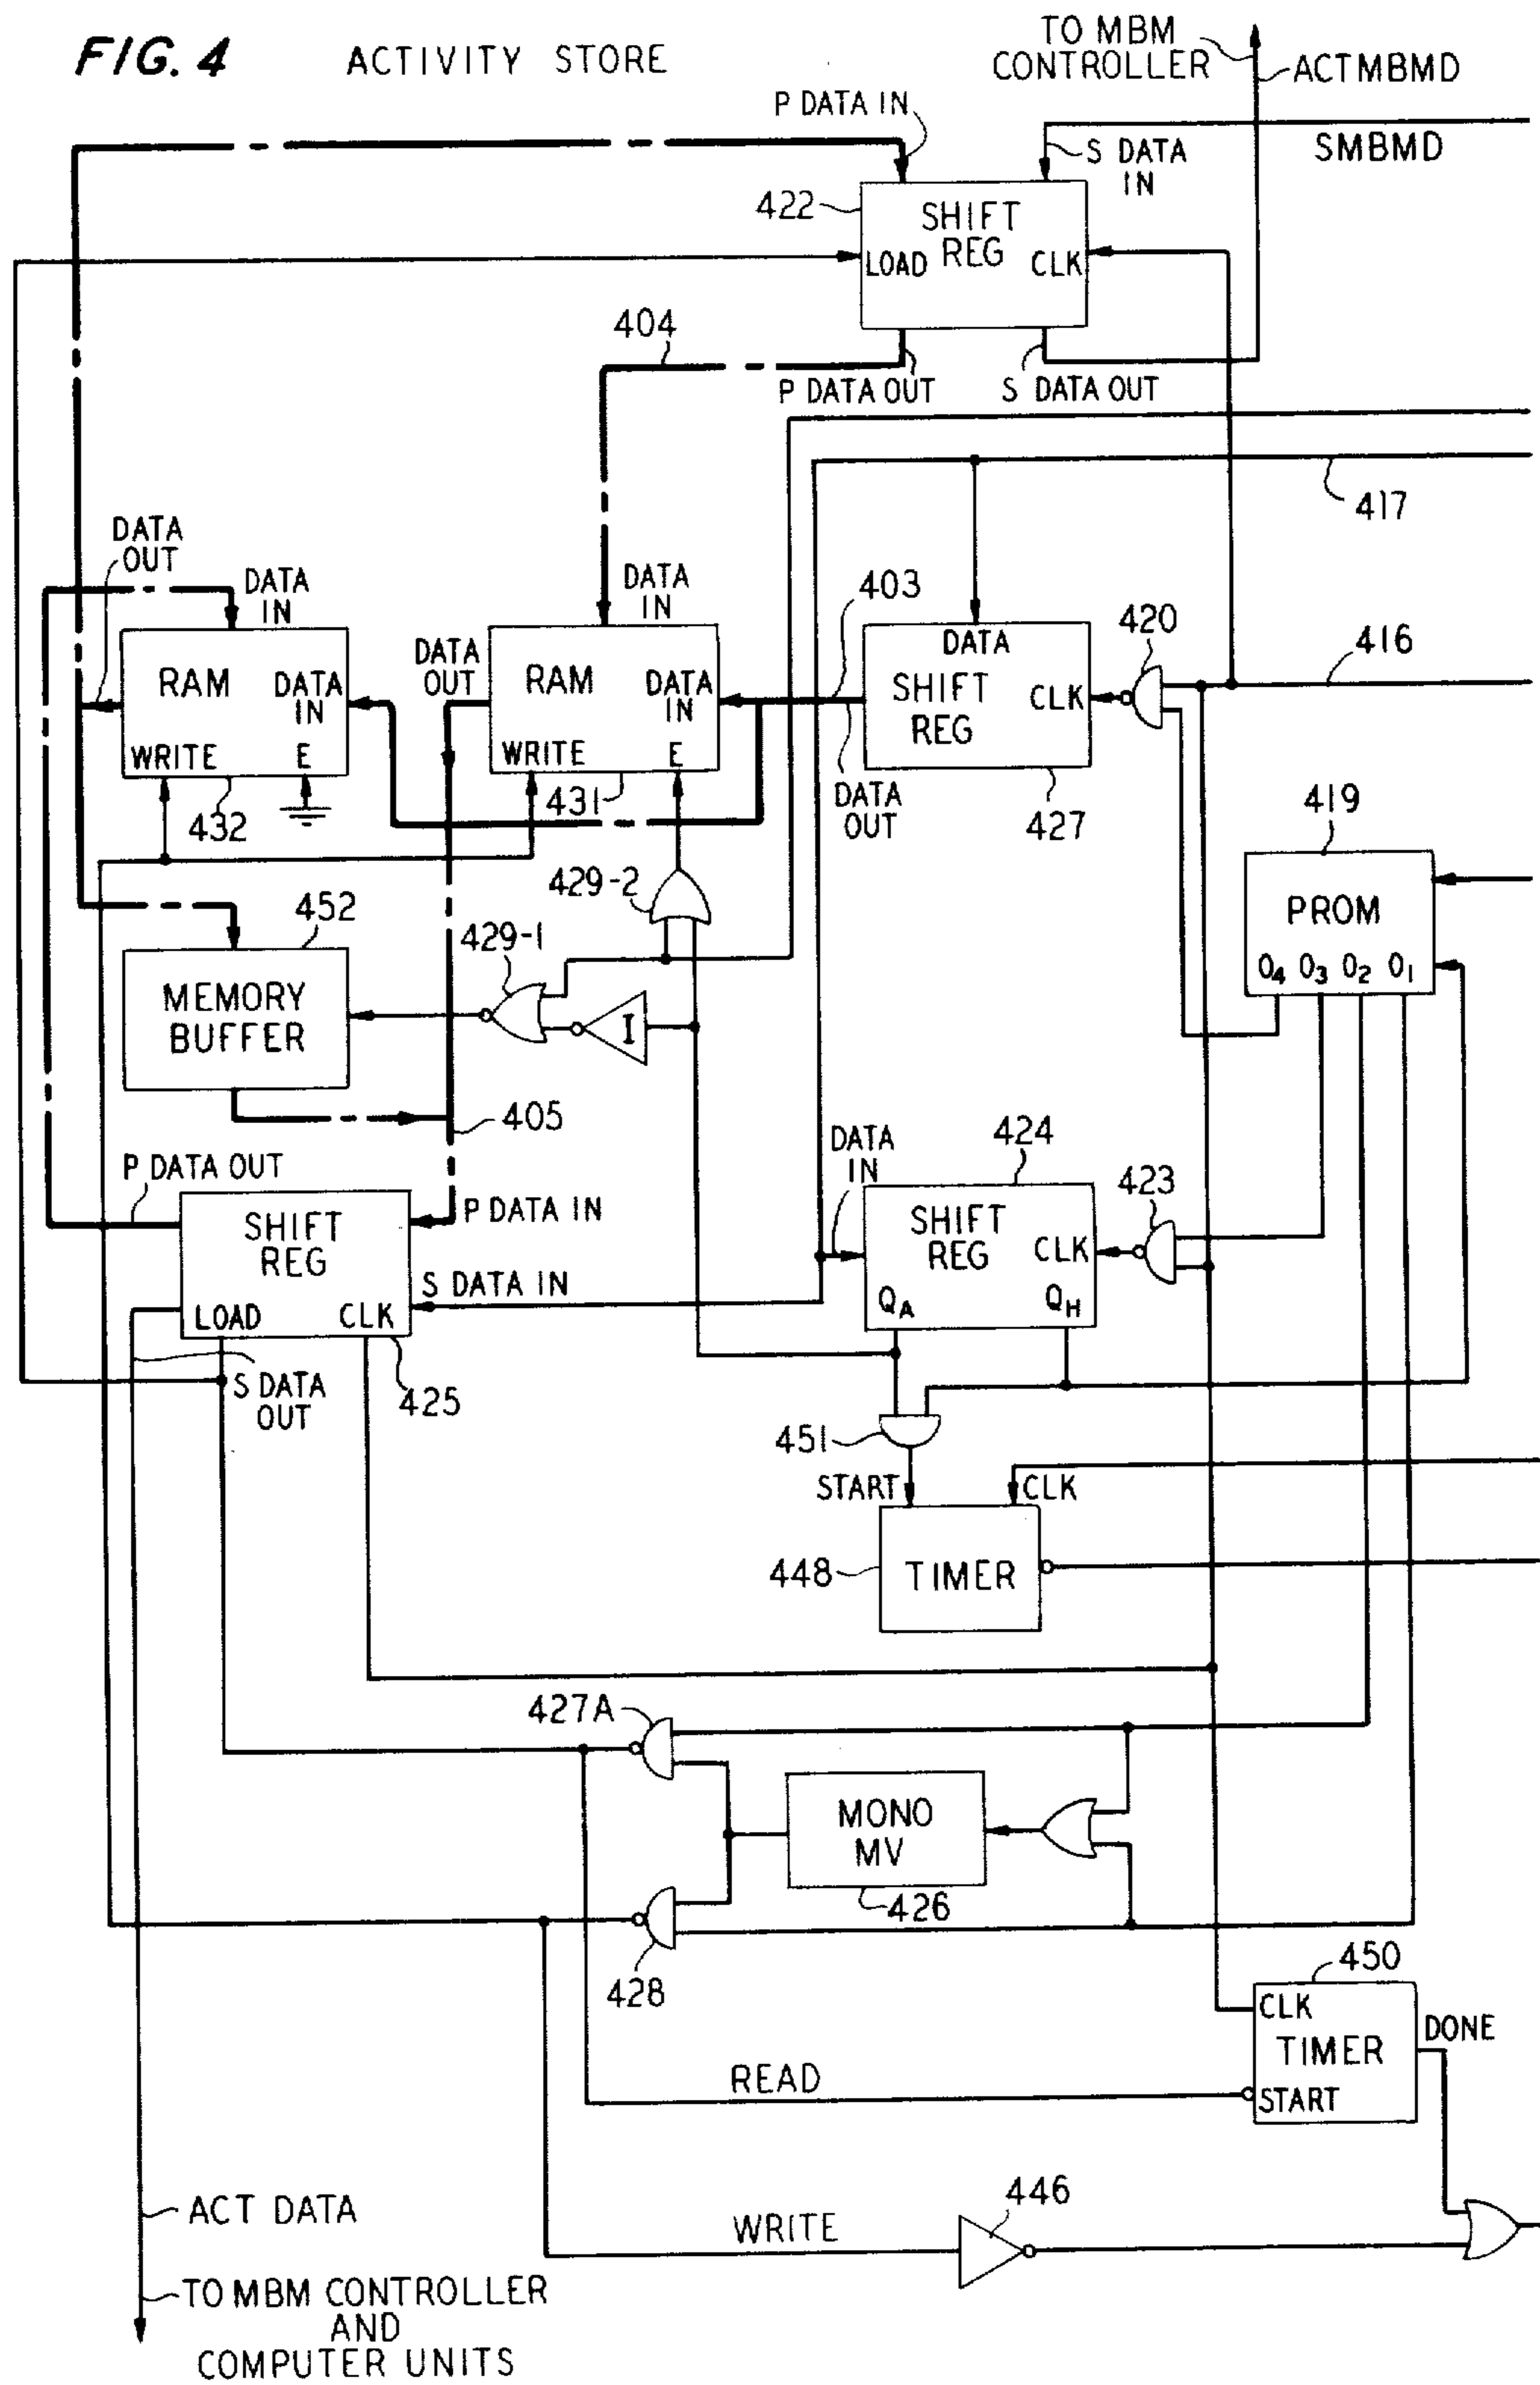 FIG. 4 ACTIVITY STORE
TO MBM
CONTROLLER
ACTMBMD
P DATA IN
S DATA
IN
SMBMD
422
SHIFT
REG
LOAD
CLK
404
P DATA OUT
S DATA OUT
417
DATA
OUT
DATA
IN
DATA
IN
403
420
416
RAM
DATA
IN
WRITE
E
432
DATA
OUT
RAM
DATA
IN
WRITE
E
431
DATA
SHIFT
REG
CLK
DATA
OUT
427
419
PROM
O4 O3 O2 O1
429-2
452
429-1
MEMORY
BUFFER
I
405
P DATA OUT
P DATA IN
SHIFT
REG
S DATA IN
LOAD
CLK
S DATA
OUT
425
DATA
IN
424
423
SHIFT
REG
CLK
QA
QH
451
START
CLK
448
TIMER
427A
MONO
MV
426
428
450
CLK
TIMER
START
DONE
READ
446
WRITE
ACT DATA
TO MBM CONTROLLER
AND
COMPUTER UNITS